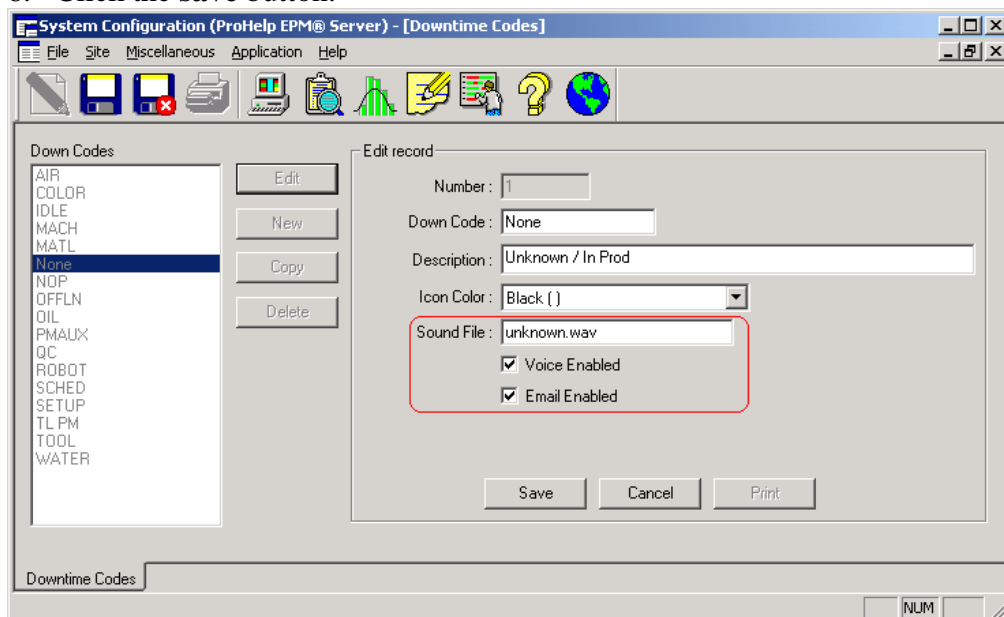 System Configuration (ProHelp EPM® Server) - [Downtime Codes]
File Site Miscellaneous Application Help
Down Codes
AIR
COLOR
IDLE
MACH
MATL
None
NOP
OFFLN
OIL
PMAUX
QC
ROBOT
SCHED
SETUP
TL PM
TOOL
WATER
Edit
New
Copy
Delete
Edit record
Number : 1
Down Code : None
Description : Unknown / In Prod
Icon Color : Black ( )
Sound File : unknown.wav
Voice Enabled
Email Enabled
Save Cancel Print
Downtime Codes
NUM